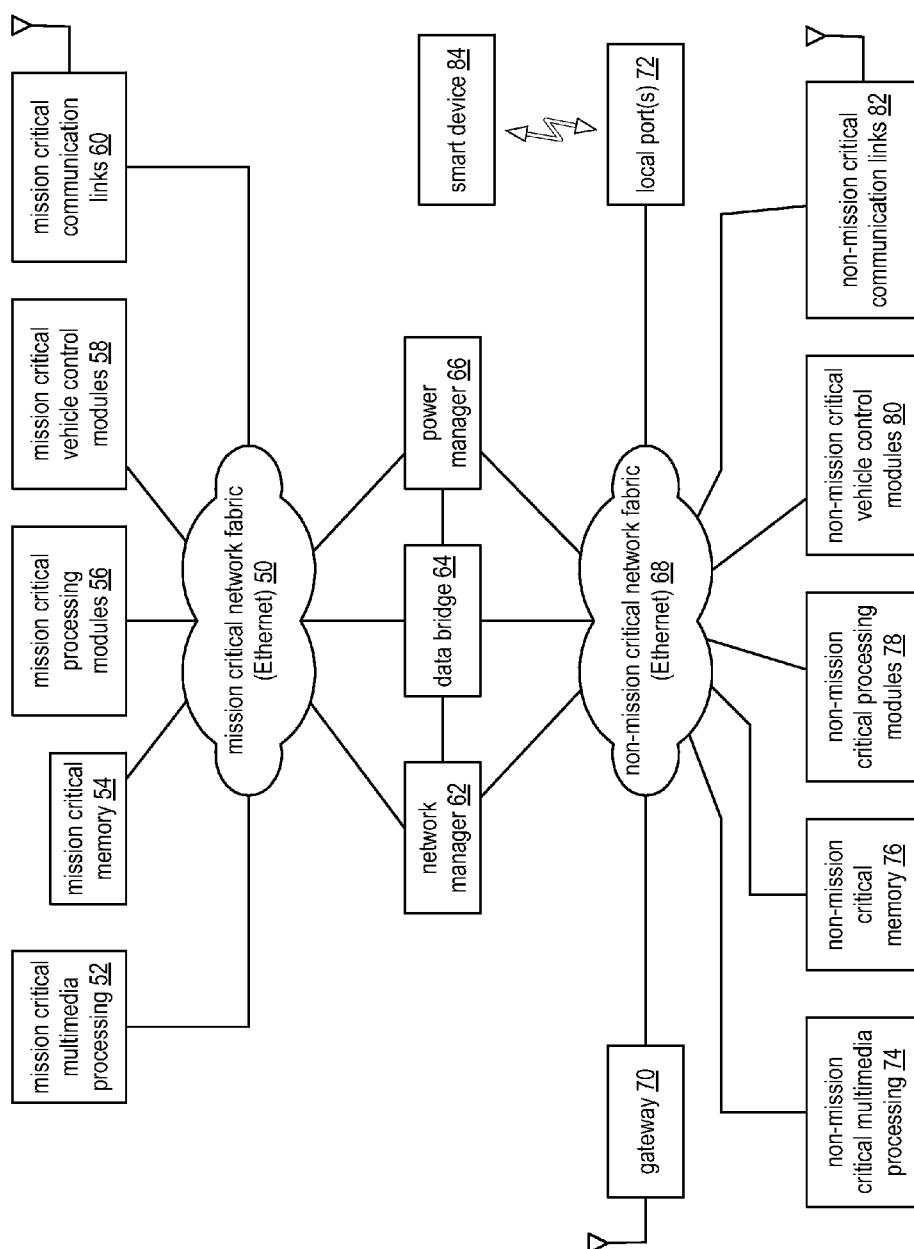 mission critical
multimedia
processing 52
mission critical
memory 54
mission critical
processing
modules 56
mission critical
vehicle control
modules 58
mission critical
communication
links 60
mission critical network fabric
(Ethernet) 50
network
manager 62
data bridge 64
power
manager 66
smart device 84
gateway 70
non-mission critical network fabric
(Ethernet) 68
local port(s) 72
non-mission
critical multimedia
processing 74
non-mission
critical
memory 76
non-mission
critical processing
modules 78
non-mission critical
vehicle control
modules 80
non-mission critical
communication links 82